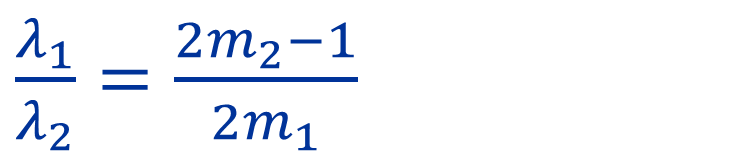 λ₁/λ₂ = (2m₂−1)/(2m₁)